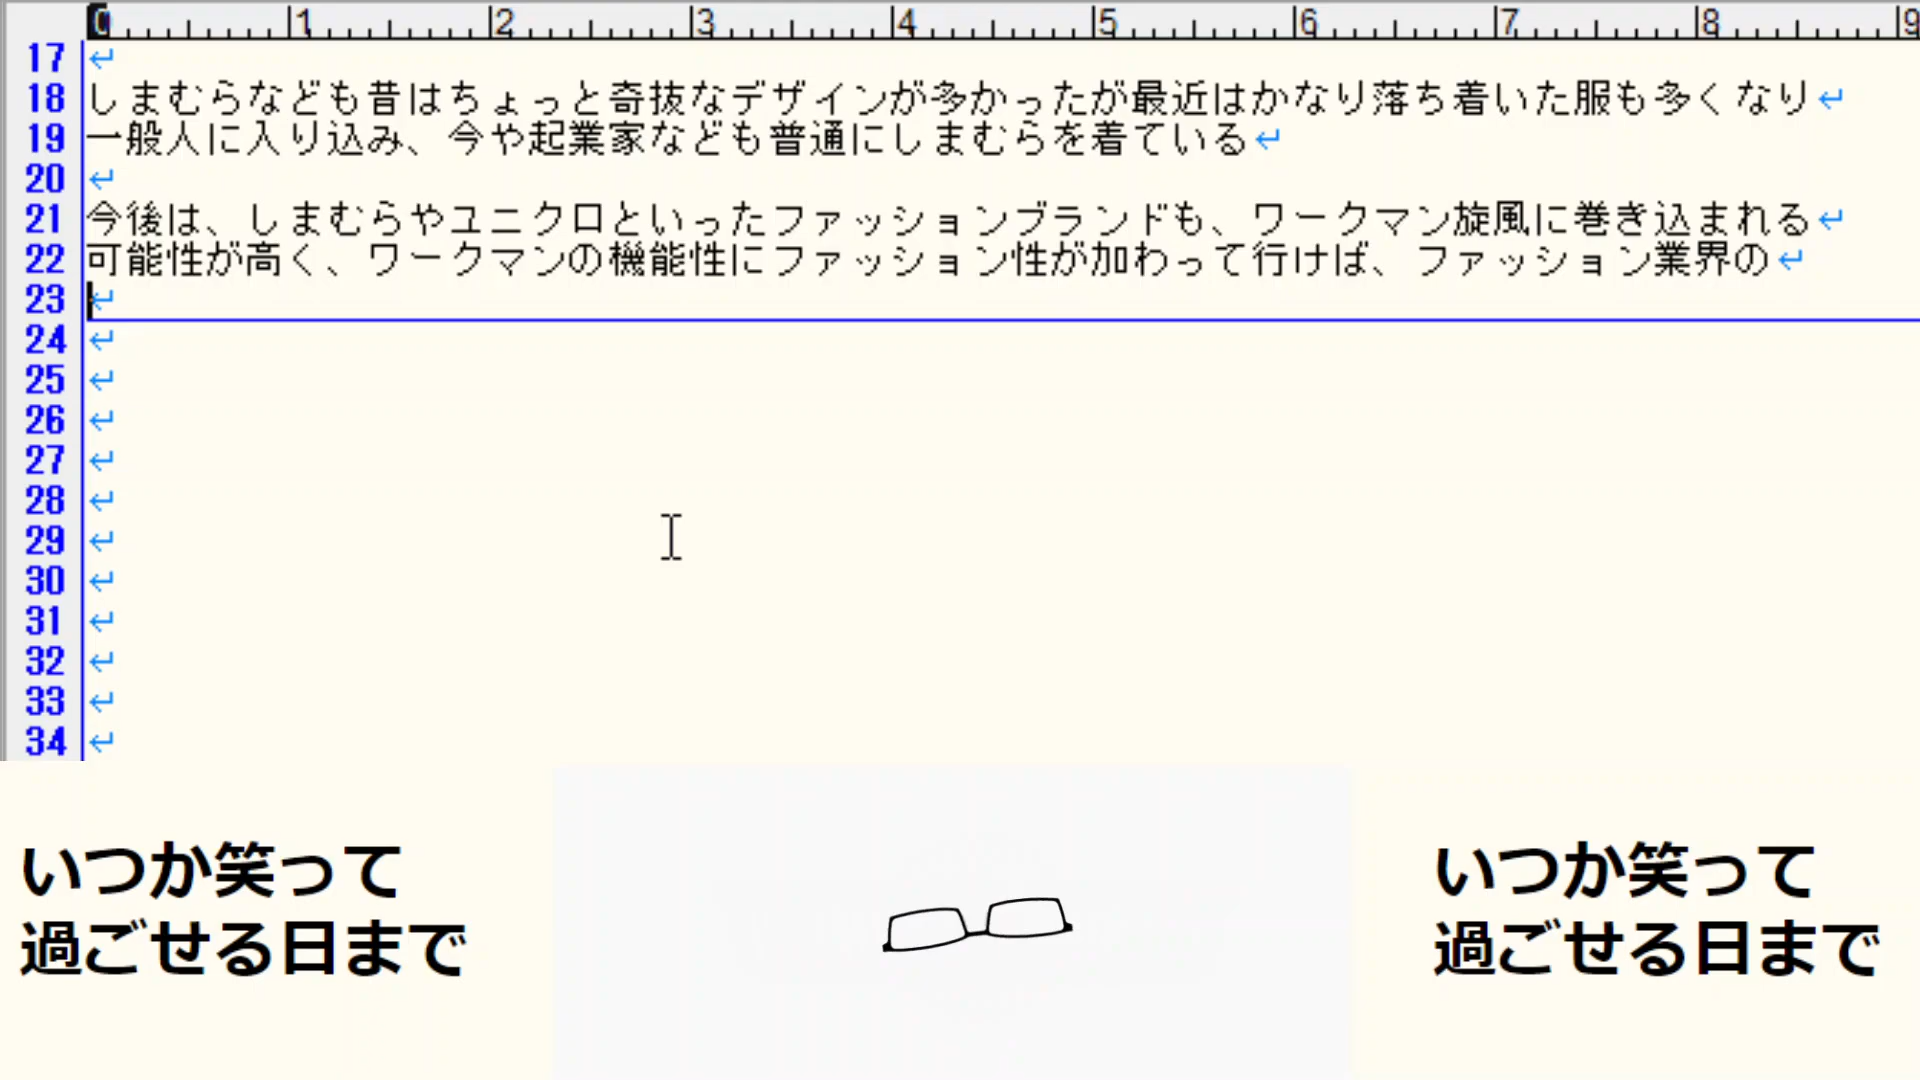 0 1 2 3 4 5 6 7 8 9
17
18 しまむらなども昔はちょっと奇抜なデザインが多かったが最近はかなり落ち着いた服も多くなり
19 一般人に入り込み、今や起業家なども普通にしまむらを着ている
20
21 今後は、しまむらやユニクロといったファッションブランドも、ワークマン旋風に巻き込まれる
22 可能性が高く、ワークマンの機能性にファッション性が加わって行けば、ファッション業界の
23
24
25
26
27
28
29
30
31
32
33
34
いつか笑って
過ごせる日まで
いつか笑って
過ごせる日まで